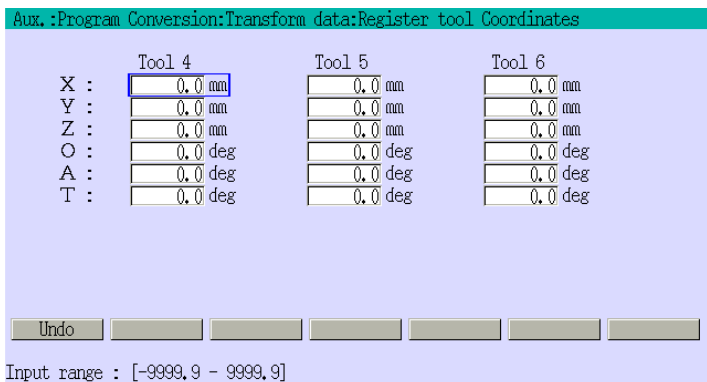 Aux.:Program Conversion:Transform data:Register tool Coordinates
Tool 4 Tool 5 Tool 6
X : 0.0 mm 0.0 mm 0.0 mm
Y : 0.0 mm 0.0 mm 0.0 mm
Z : 0.0 mm 0.0 mm 0.0 mm
O : 0.0 deg 0.0 deg 0.0 deg
A : 0.0 deg 0.0 deg 0.0 deg
T : 0.0 deg 0.0 deg 0.0 deg
Undo
Input range : [-9999.9 - 9999.9]